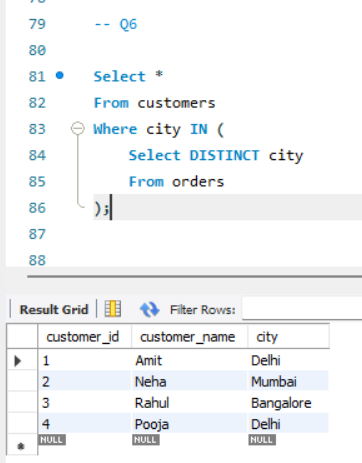 79 -- Q6
80
81 Select *
82 From customers
83 Where city IN (
84 Select DISTINCT city
85 From orders
86 );
87
88
Result Grid Filter Rows:
customer_id customer_name city
1 Amit Delhi
2 Neha Mumbai
3 Rahul Bangalore
4 Pooja Delhi
NULL NULL NULL